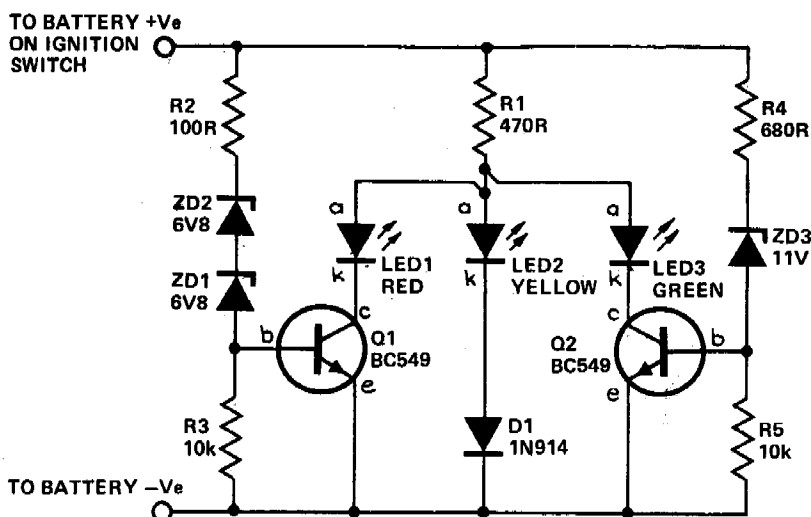 TO BATTERY +Ve
ON IGNITION
SWITCH
R2
100R
R1
470R
R4
680R
ZD2
6V8
ZD1
6V8
ZD3
11V
a
a
a
k
k
k
LED1
RED
LED2
YELLOW
LED3
GREEN
c
c
b
b
Q1
BC549
Q2
BC549
e
e
R3
10k
D1
1N914
R5
10k
TO BATTERY –Ve